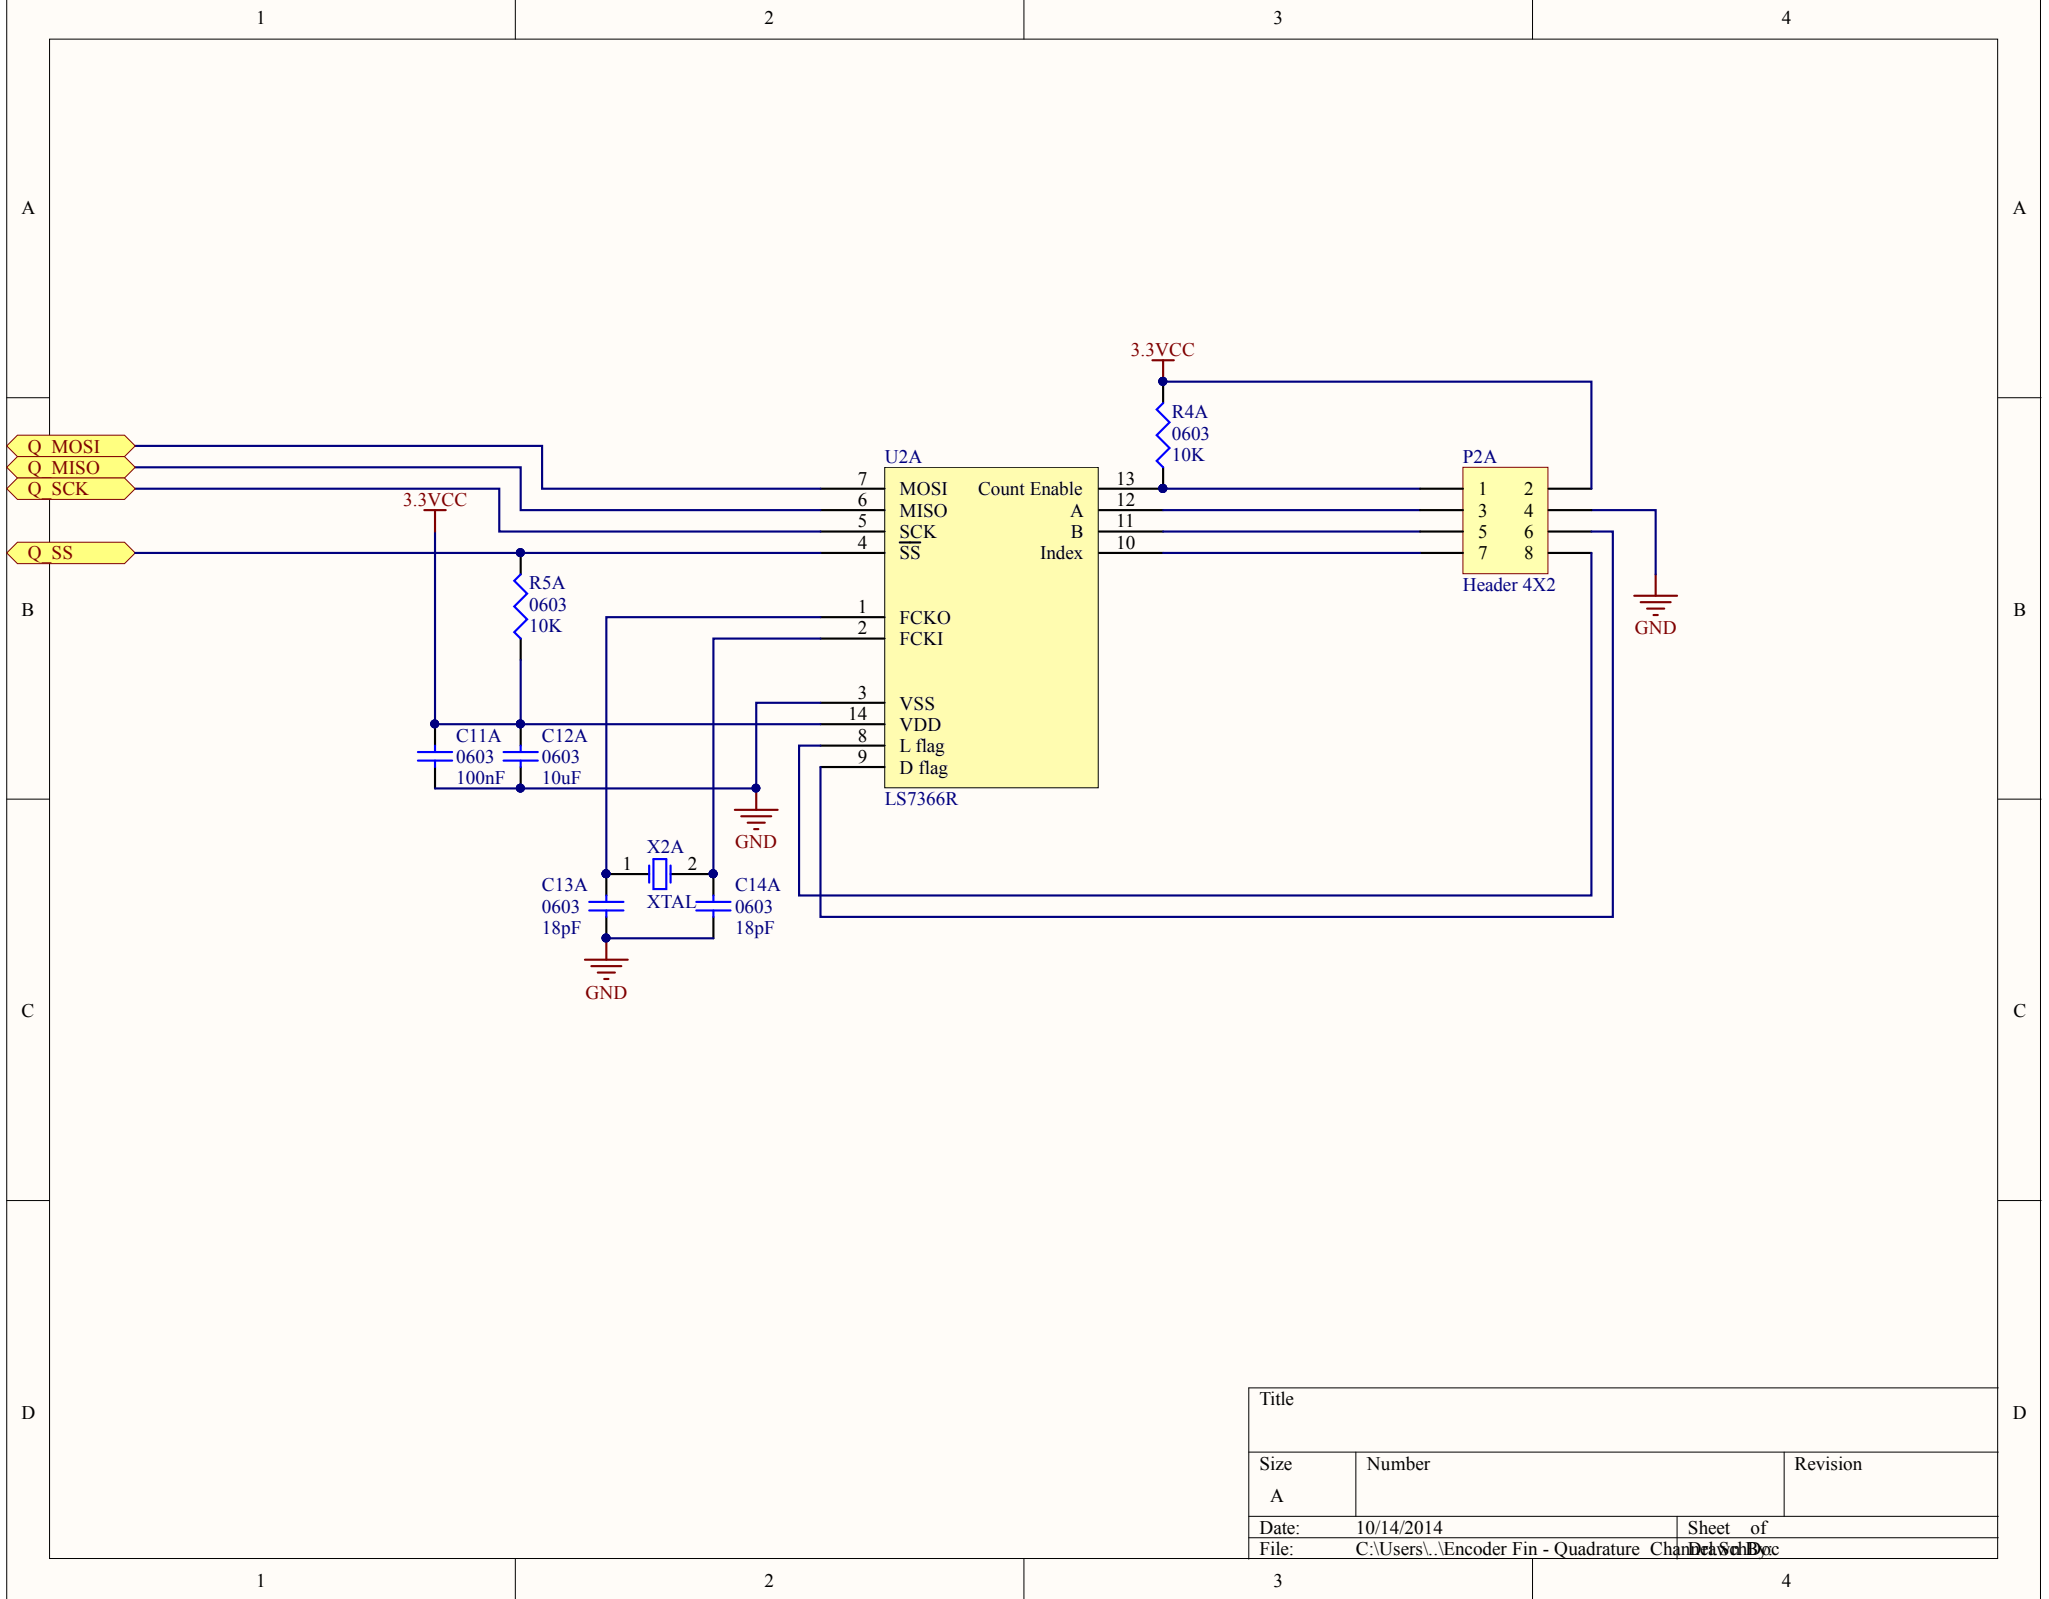 1 2 3 4
A A
3.3VCC
R4A
0603
10K
Q_MOSI
Q_MISO
Q_SCK
Q_SS
3.3VCC
U2A
7 MOSI Count Enable 13
6 MISO A 12
5 SCK B 11
4 SS Index 10
1 FCKO
2 FCKI
3 VSS
14 VDD
8 L flag
9 D flag
LS7366R
P2A
1 2
3 4
5 6
7 8
Header 4X2
GND
R5A
0603
10K
B B
C11A
0603
100nF
C12A
0603
10uF
GND
X2A
1 2
XTAL
C13A
0603
18pF
C14A
0603
18pF
GND
C C
D D
Title
Size Number Revision
A
Date: 10/14/2014 Sheet of
File: C:\Users\..\Encoder Fin - Quadrature Channel.SchDoc
Drawn By:
1 2 3 4